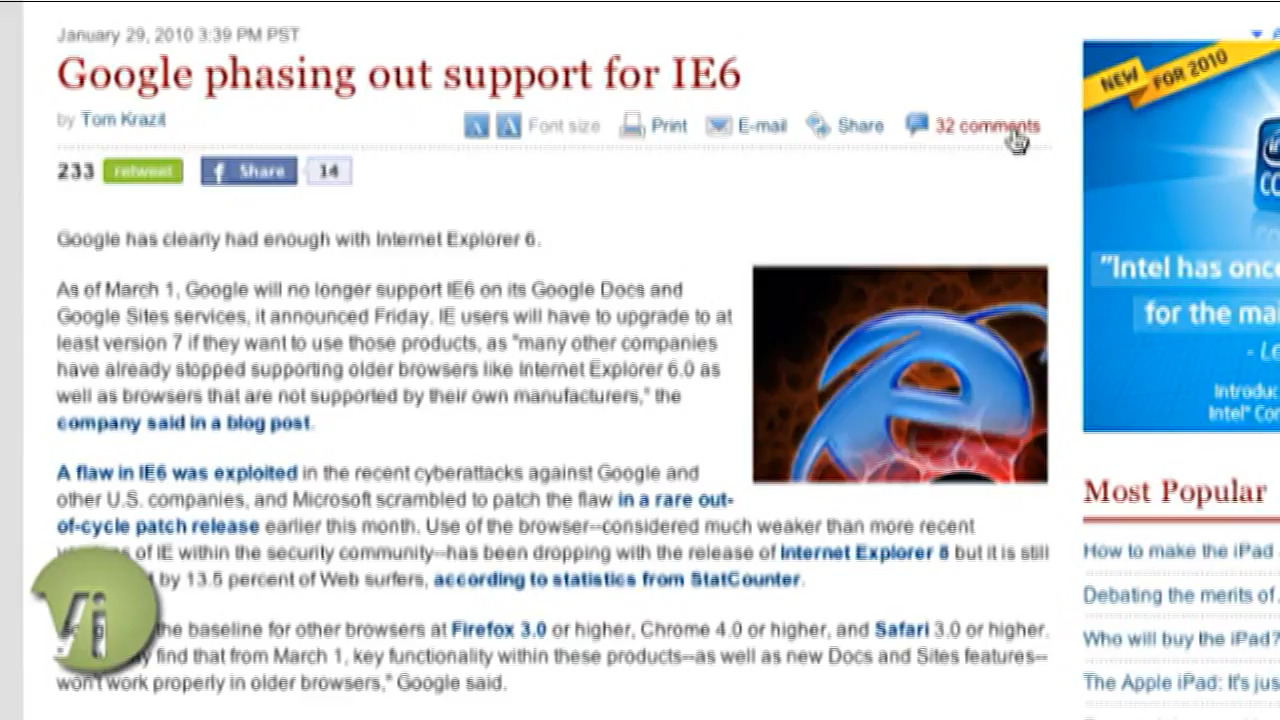 January 29, 2010 3:39 PM PST
Google phasing out support for IE6
by Tom Krazit
A A Font size Print E-mail Share 32 comments
233 retweet f Share 14
Google has clearly had enough with Internet Explorer 6.
As of March 1, Google will no longer support IE6 on its Google Docs and
Google Sites services, it announced Friday. IE users will have to upgrade to at
least version 7 if they want to use those products, as "many other companies
have already stopped supporting older browsers like Internet Explorer 6.0 as
well as browsers that are not supported by their own manufacturers," the
company said in a blog post.
A flaw in IE6 was exploited in the recent cyberattacks against Google and
other U.S. companies, and Microsoft scrambled to patch the flaw in a rare out-
of-cycle patch release earlier this month. Use of the browser--considered much weaker than more recent
of IE within the security community--has been dropping with the release of Internet Explorer 8 but it is still
by 13.5 percent of Web surfers, according to statistics from StatCounter.
the baseline for other browsers at Firefox 3.0 or higher, Chrome 4.0 or higher, and Safari 3.0 or higher.
find that from March 1, key functionality within these products--as well as new Docs and Sites features--
won't work properly in older browsers," Google said.
Vi
NEW FOR 2010
"Intel has once
for the ma
- Le
Introduc
Intel® Cor
Most Popular
How to make the iPad
Debating the merits of
Who will buy the iPad?
The Apple iPad: It's jus